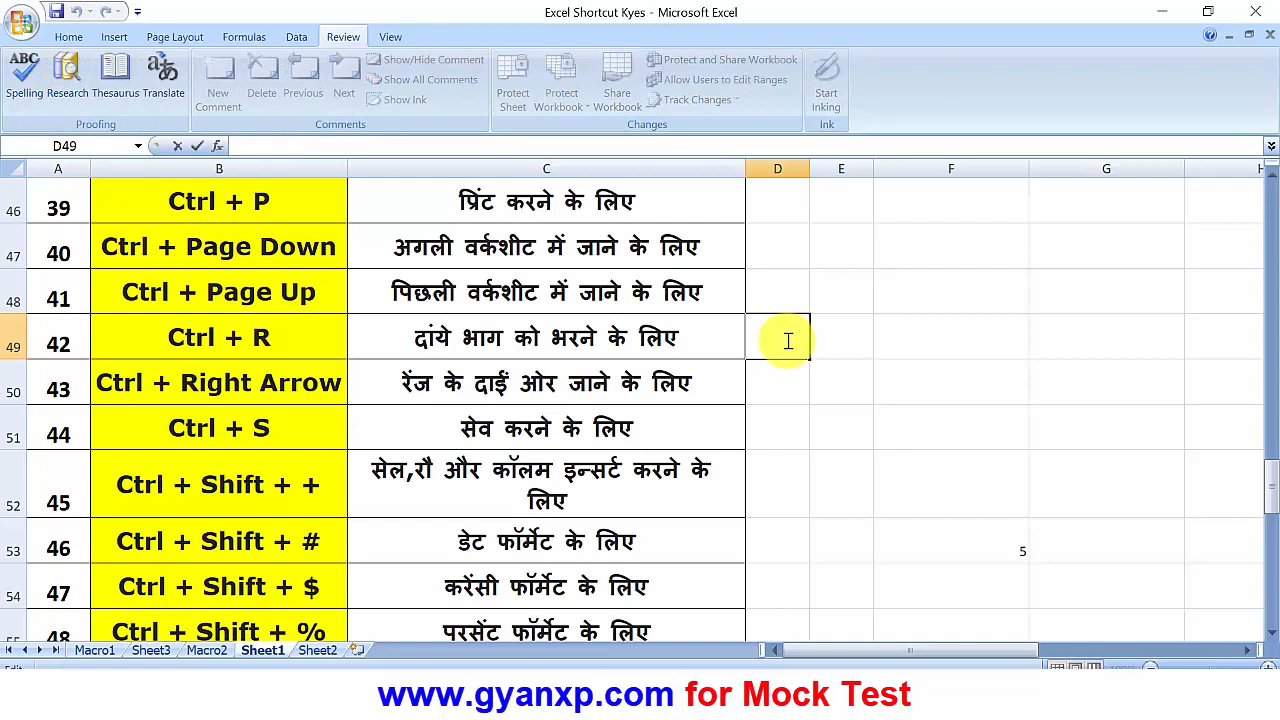 Excel Shortcut Kyes - Microsoft Excel
Home Insert Page Layout Formulas Data Review View
ABC
Spelling Research Thesaurus Translate
Proofing
New Comment Delete Previous Next
Show/Hide Comment
Show All Comments
Show Ink
Comments
Protect Sheet Protect Workbook Share Workbook
Protect and Share Workbook
Allow Users to Edit Ranges
Track Changes
Changes
Start Inking
Ink
D49 fx
A B C D E F G H
46 39 Ctrl + P प्रिंट करने के लिए
47 40 Ctrl + Page Down अगली वर्कशीट में जाने के लिए
48 41 Ctrl + Page Up पिछली वर्कशीट में जाने के लिए
49 42 Ctrl + R दांये भाग को भरने के लिए
50 43 Ctrl + Right Arrow रेंज के दाईं ओर जाने के लिए
51 44 Ctrl + S सेव करने के लिए
52 45 Ctrl + Shift + + सेल,रौ और कॉलम इन्सर्ट करने के
लिए
53 46 Ctrl + Shift + # डेट फॉर्मेट के लिए 5
54 47 Ctrl + Shift + $ करेंसी फॉर्मेट के लिए
55 48 Ctrl + Shift + % परसेंट फॉर्मेट के लिए
Macro1 Sheet3 Macro2 Sheet1 Sheet2
www.gyanxp.com for Mock Test